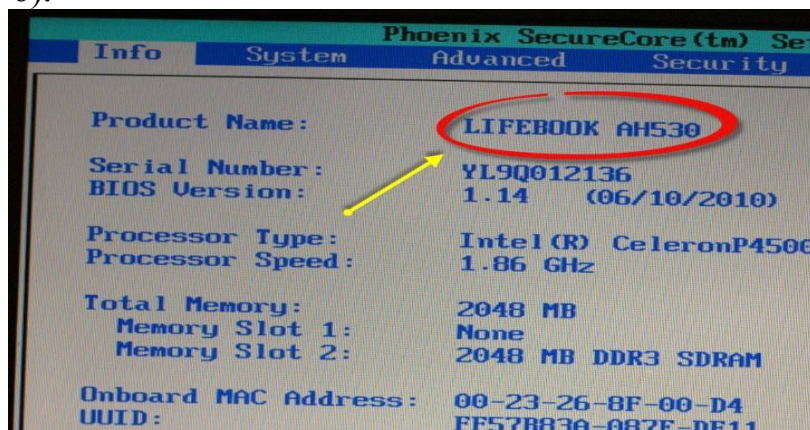 Phoenix SecureCore(tm)
Info System Advanced Security
Product Name: LIFEBOOK AH530
Serial Number: YL9Q012136
BIOS Version: 1.14 (06/10/2010)
Processor Type: Intel(R) CeleronP4500
Processor Speed: 1.86 GHz
Total Memory: 2048 MB
Memory Slot 1: None
Memory Slot 2: 2048 MB DDR3 SDRAM
Onboard MAC Address: 00-23-26-8F-00-D4
UUID: